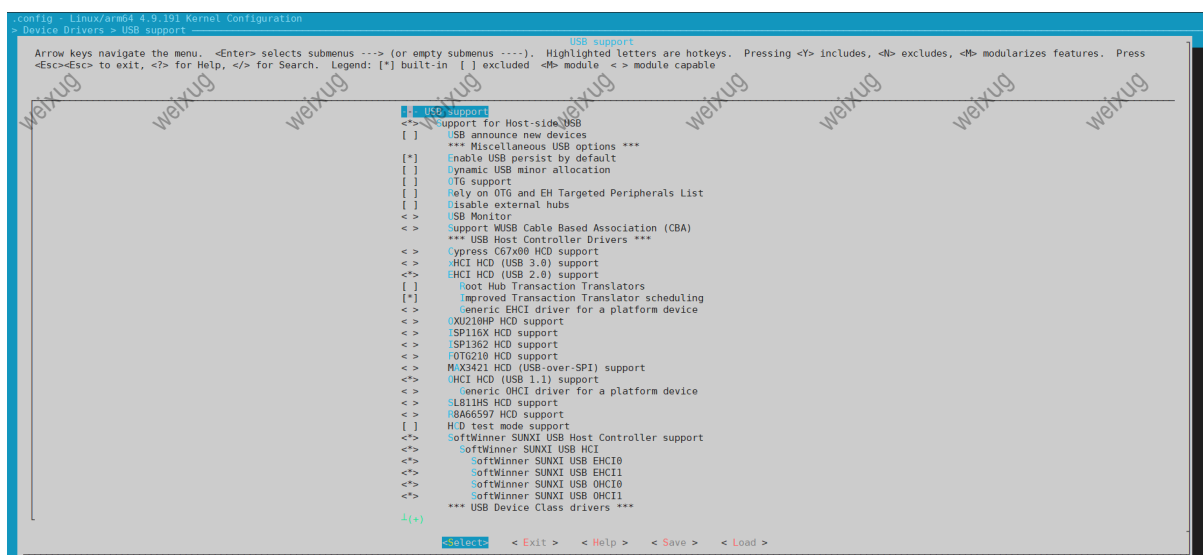 .config - Linux/arm64 4.9.191 Kernel Configuration
> Device Drivers > USB support
USB support
Arrow keys navigate the menu.  <Enter> selects submenus ---> (or empty submenus ----).  Highlighted letters are hotkeys.  Pressing <Y> includes, <N> excludes, <M> modularizes features.  Press
<Esc><Esc> to exit, <?> for Help, </> for Search.  Legend: [*] built-in  [ ] excluded  <M> module  < > module capable
weixug weixug weixug weixug weixug weixug weixug weixug weixug
--- USB support
<*>   Support for Host-side USB
[ ]     USB announce new devices
        *** Miscellaneous USB options ***
[*]     Enable USB persist by default
[ ]     Dynamic USB minor allocation
[ ]     OTG support
[ ]     Rely on OTG and EH Targeted Peripherals List
[ ]     Disable external hubs
< >     USB Monitor
< >     Support WUSB Cable Based Association (CBA)
        *** USB Host Controller Drivers ***
< >     Cypress C67x00 HCD support
< >     xHCI HCD (USB 3.0) support
<*>     EHCI HCD (USB 2.0) support
[ ]       Root Hub Transaction Translators
[*]       Improved Transaction Translator scheduling
< >       Generic EHCI driver for a platform device
< >     OXU210HP HCD support
< >     ISP116X HCD support
< >     ISP1362 HCD support
< >     FOTG210 HCD support
< >     MAX3421 HCD (USB-over-SPI) support
<*>     OHCI HCD (USB 1.1) support
< >       Generic OHCI driver for a platform device
< >     SL811HS HCD support
< >     R8A66597 HCD support
[ ]     HCD test mode support
<*>     SoftWinner SUNXI USB Host Controller support
<*>       SoftWinner SUNXI USB HCI
<*>         SoftWinner SUNXI USB EHCI0
<*>         SoftWinner SUNXI USB EHCI1
<*>         SoftWinner SUNXI USB OHCI0
<*>         SoftWinner SUNXI USB OHCI1
        *** USB Device Class drivers ***
┴(+)
<Select>    < Exit >    < Help >    < Save >    < Load >